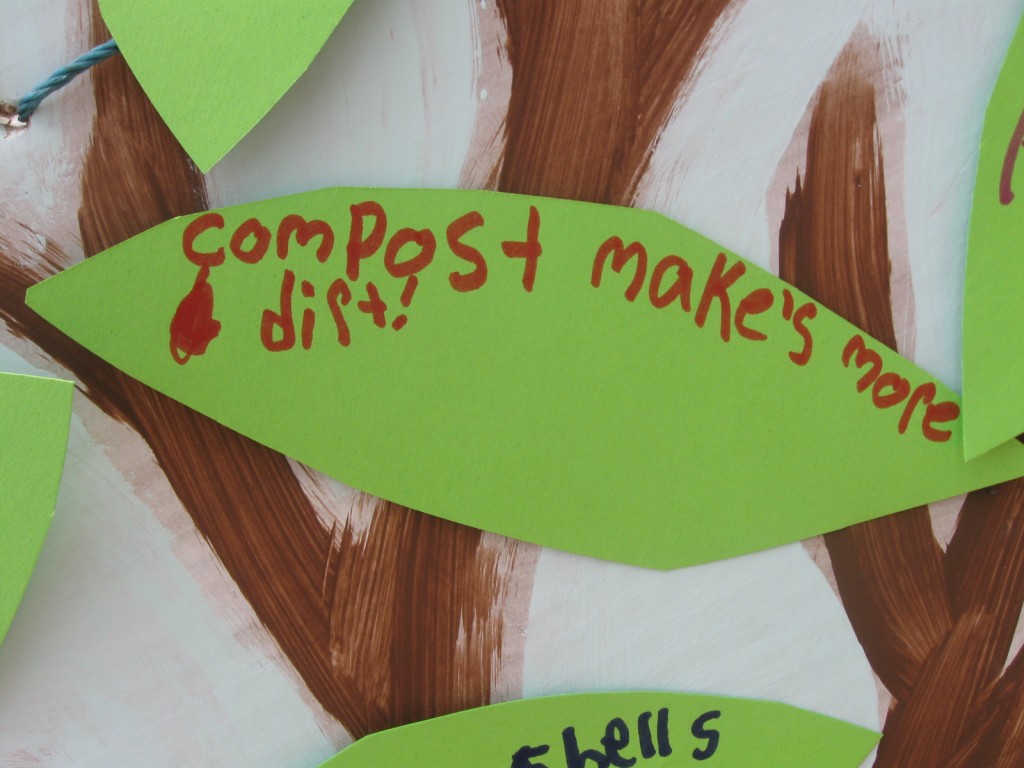 compost make's more
dirt!
shells